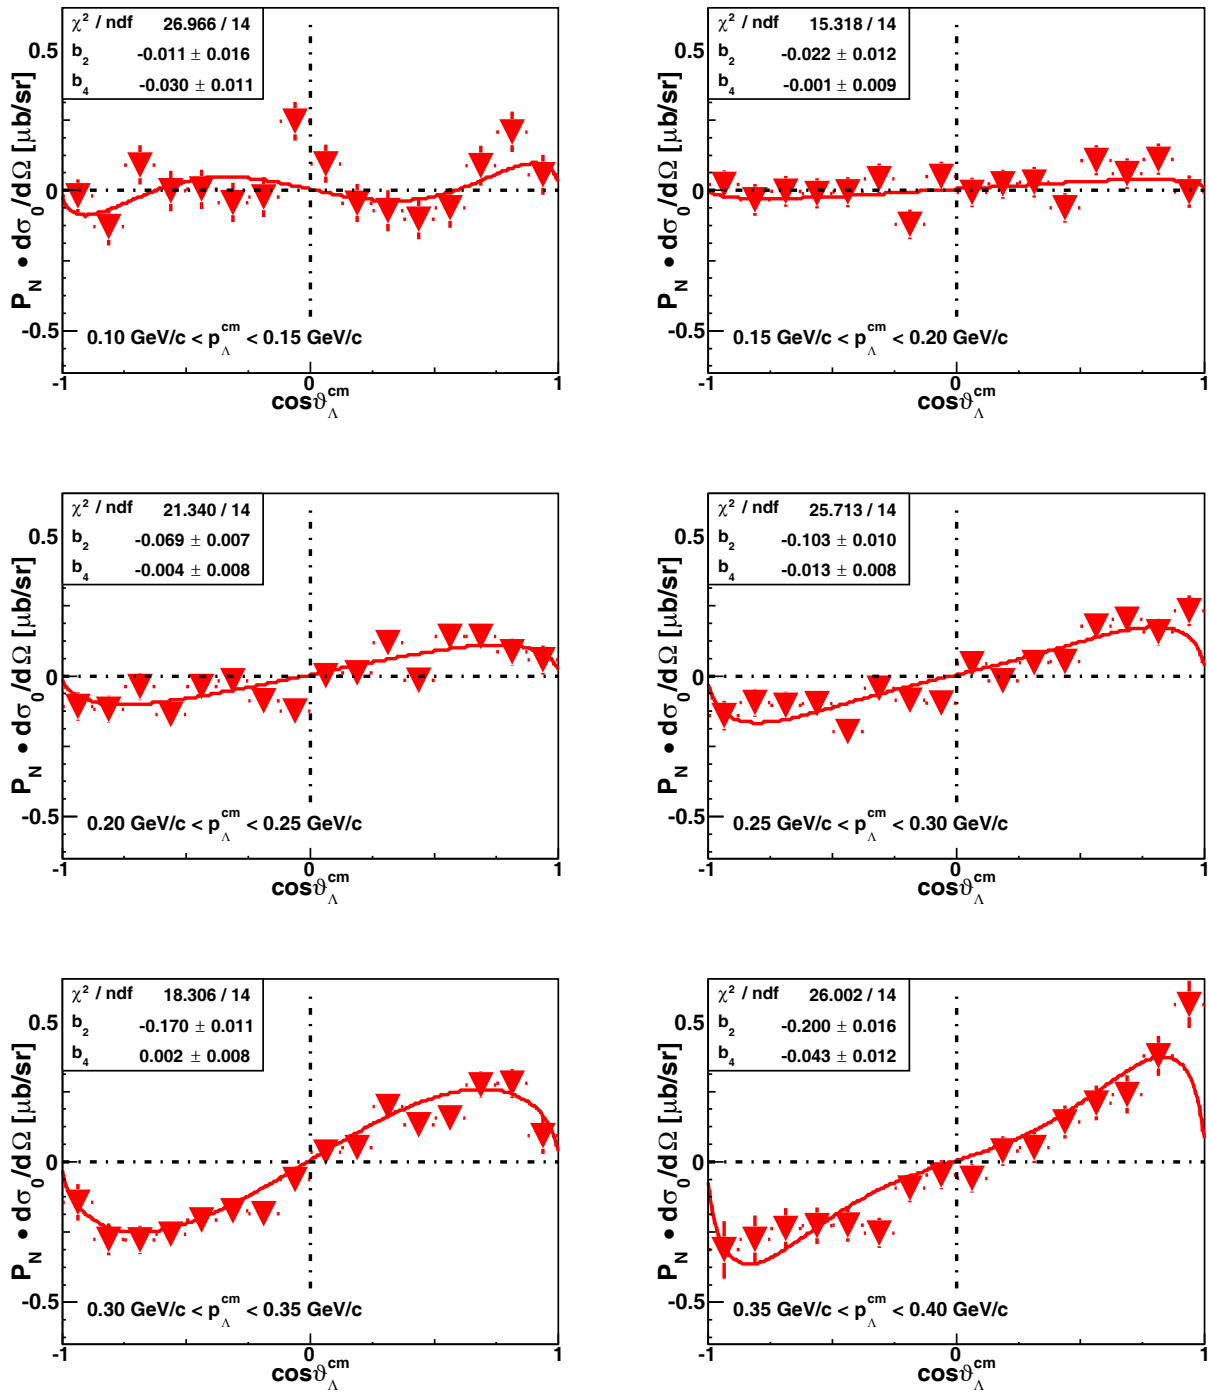 χ² / ndf 26.966 / 14
b₂ -0.011 ± 0.016
b₄ -0.030 ± 0.011
0.5
0
-0.5
P_N • dσ₀/dΩ [μb/sr]
0.10 GeV/c < p_Λ^cm < 0.15 GeV/c
-1 0 1
cosϑ_Λ^cm
χ² / ndf 15.318 / 14
b₂ -0.022 ± 0.012
b₄ -0.001 ± 0.009
0.5
0
-0.5
P_N • dσ₀/dΩ [μb/sr]
0.15 GeV/c < p_Λ^cm < 0.20 GeV/c
-1 0 1
cosϑ_Λ^cm
χ² / ndf 21.340 / 14
b₂ -0.069 ± 0.007
b₄ -0.004 ± 0.008
0.5
0
-0.5
P_N • dσ₀/dΩ [μb/sr]
0.20 GeV/c < p_Λ^cm < 0.25 GeV/c
-1 0 1
cosϑ_Λ^cm
χ² / ndf 25.713 / 14
b₂ -0.103 ± 0.010
b₄ -0.013 ± 0.008
0.5
0
-0.5
P_N • dσ₀/dΩ [μb/sr]
0.25 GeV/c < p_Λ^cm < 0.30 GeV/c
-1 0 1
cosϑ_Λ^cm
χ² / ndf 18.306 / 14
b₂ -0.170 ± 0.011
b₄ 0.002 ± 0.008
0.5
0
-0.5
P_N • dσ₀/dΩ [μb/sr]
0.30 GeV/c < p_Λ^cm < 0.35 GeV/c
-1 0 1
cosϑ_Λ^cm
χ² / ndf 26.002 / 14
b₂ -0.200 ± 0.016
b₄ -0.043 ± 0.012
0.5
0
-0.5
P_N • dσ₀/dΩ [μb/sr]
0.35 GeV/c < p_Λ^cm < 0.40 GeV/c
-1 0 1
cosϑ_Λ^cm